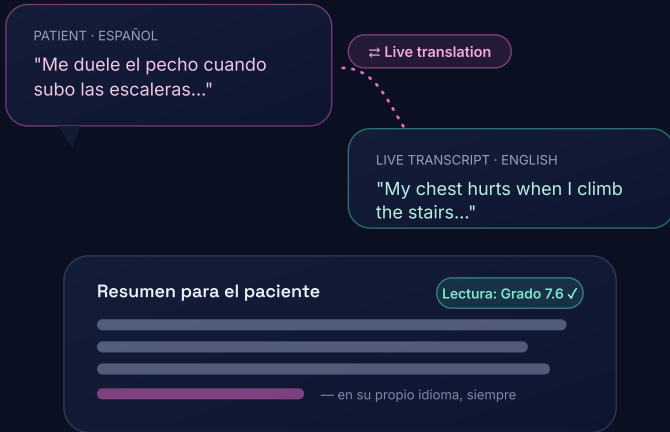 PATIENT · ESPAÑOL
"Me duele el pecho cuando
subo las escaleras..."
⇄ Live translation
LIVE TRANSCRIPT · ENGLISH
"My chest hurts when I climb
the stairs..."
Resumen para el paciente
Lectura: Grado 7.6 ✓
— en su propio idioma, siempre